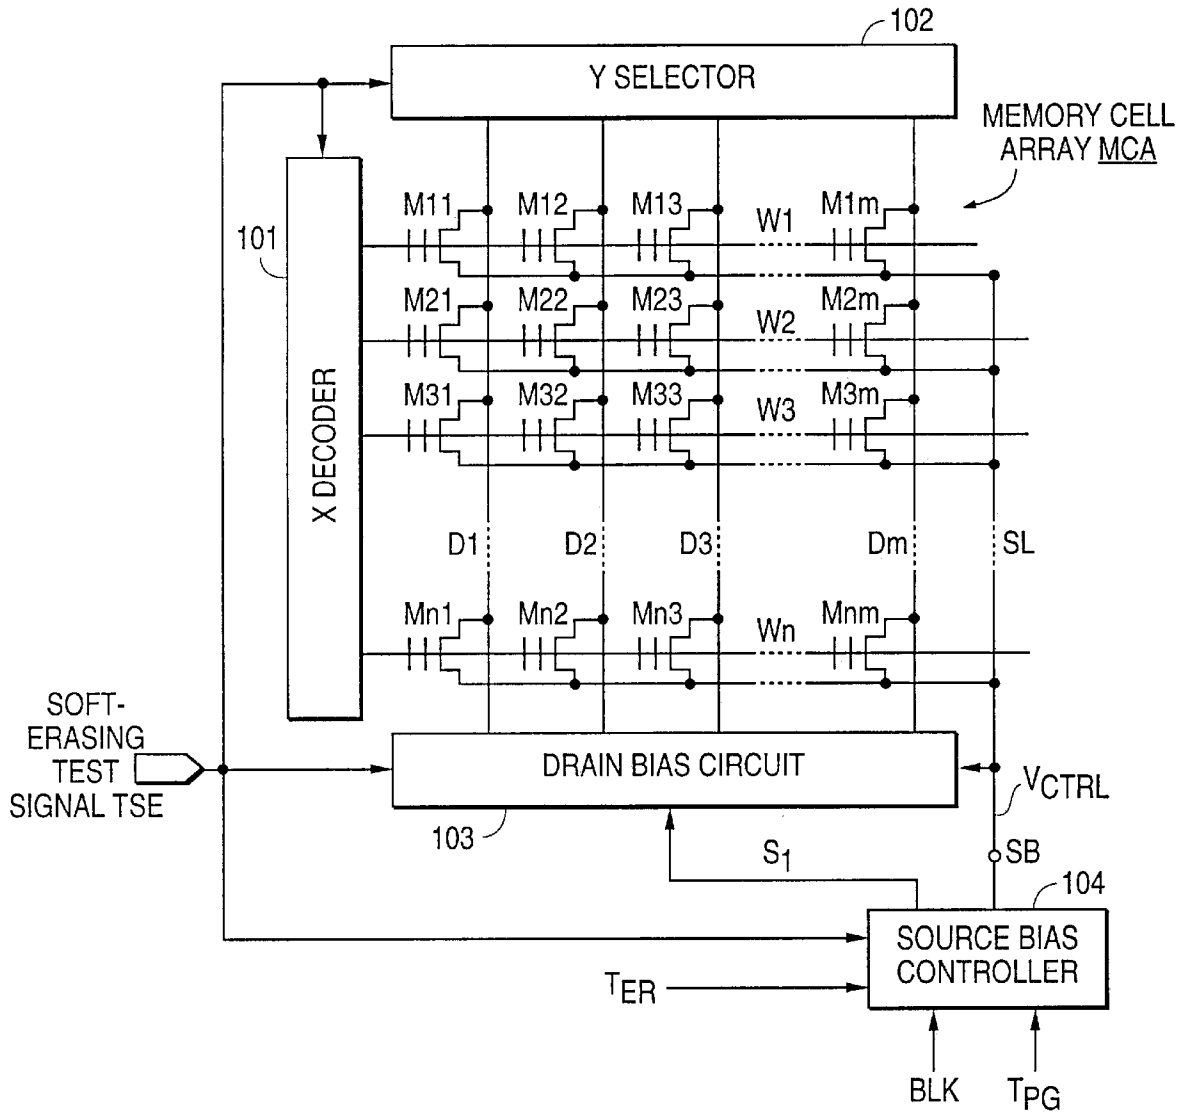 102
Y SELECTOR
MEMORY CELL
ARRAY MCA
M11 M12 M13 W1 M1m
101
M21 M22 M23 W2 M2m
M31 M32 M33 W3 M3m
X DECODER
D1 D2 D3 Dm SL
Mn1 Mn2 Mn3 Wn Mnm
SOFT-
ERASING
TEST
SIGNAL TSE
DRAIN BIAS CIRCUIT
VCTRL
103
S1
SB
104
SOURCE BIAS
CONTROLLER
TER
BLK TPG